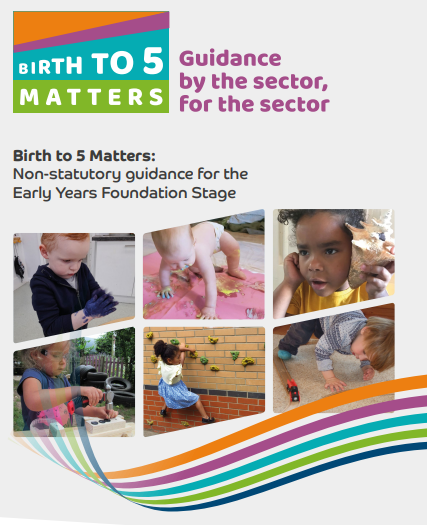 BIRTH TO 5
MATTERS
Guidance
by the sector,
for the sector
Birth to 5 Matters:
Non-statutory guidance for the
Early Years Foundation Stage